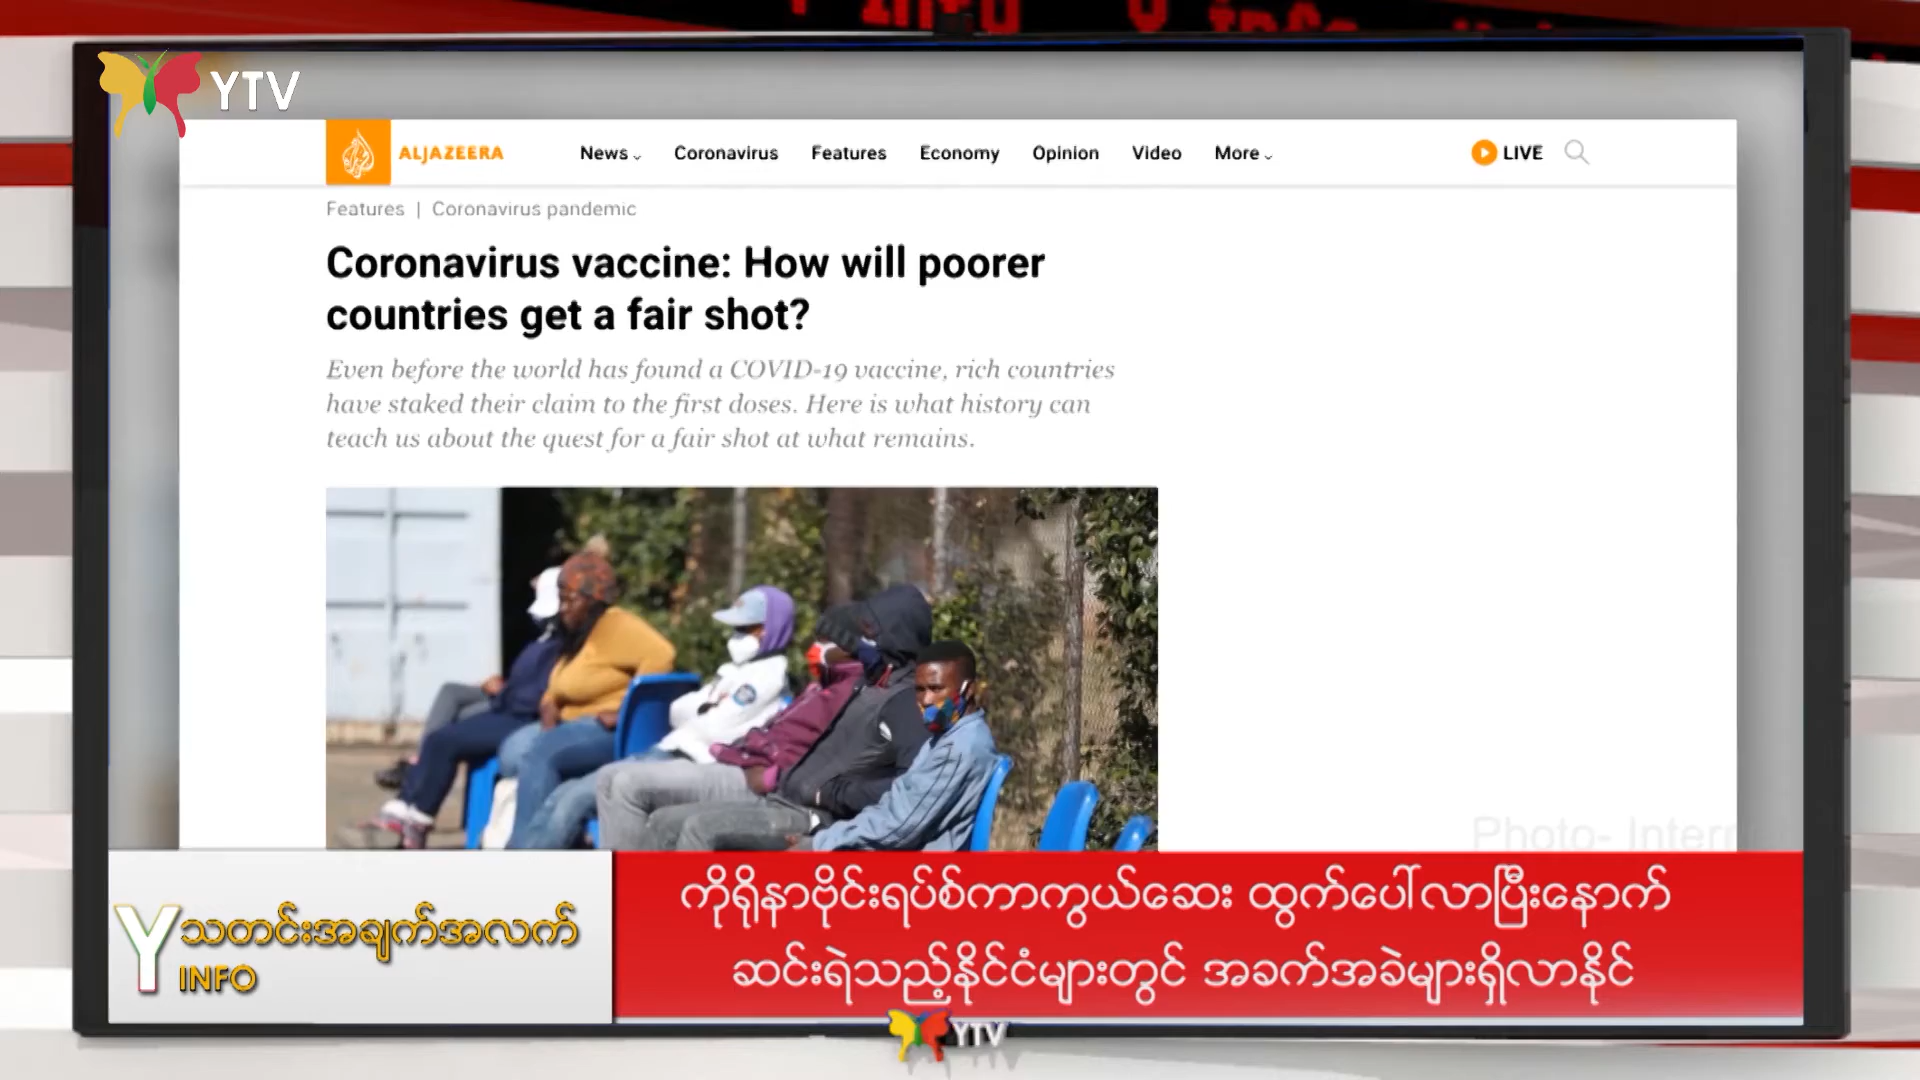 YTV
ALJAZEERA
News Coronavirus Features Economy Opinion Video More LIVE
Features | Coronavirus pandemic
Coronavirus vaccine: How will poorer
countries get a fair shot?
Even before the world has found a COVID-19 vaccine, rich countries
have staked their claim to the first doses. Here is what history can
teach us about the quest for a fair shot at what remains.
Photo-
Y သတင်းအချက်အလက်
INFO
ကိုရိုနာဗိုင်းရပ်စ်ကာကွယ်ဆေး ထွက်ပေါ်လာပြီးနောက်
ဆင်းရဲသည့်နိုင်ငံများတွင် အခက်အခဲများရှိလာနိုင်
YTV